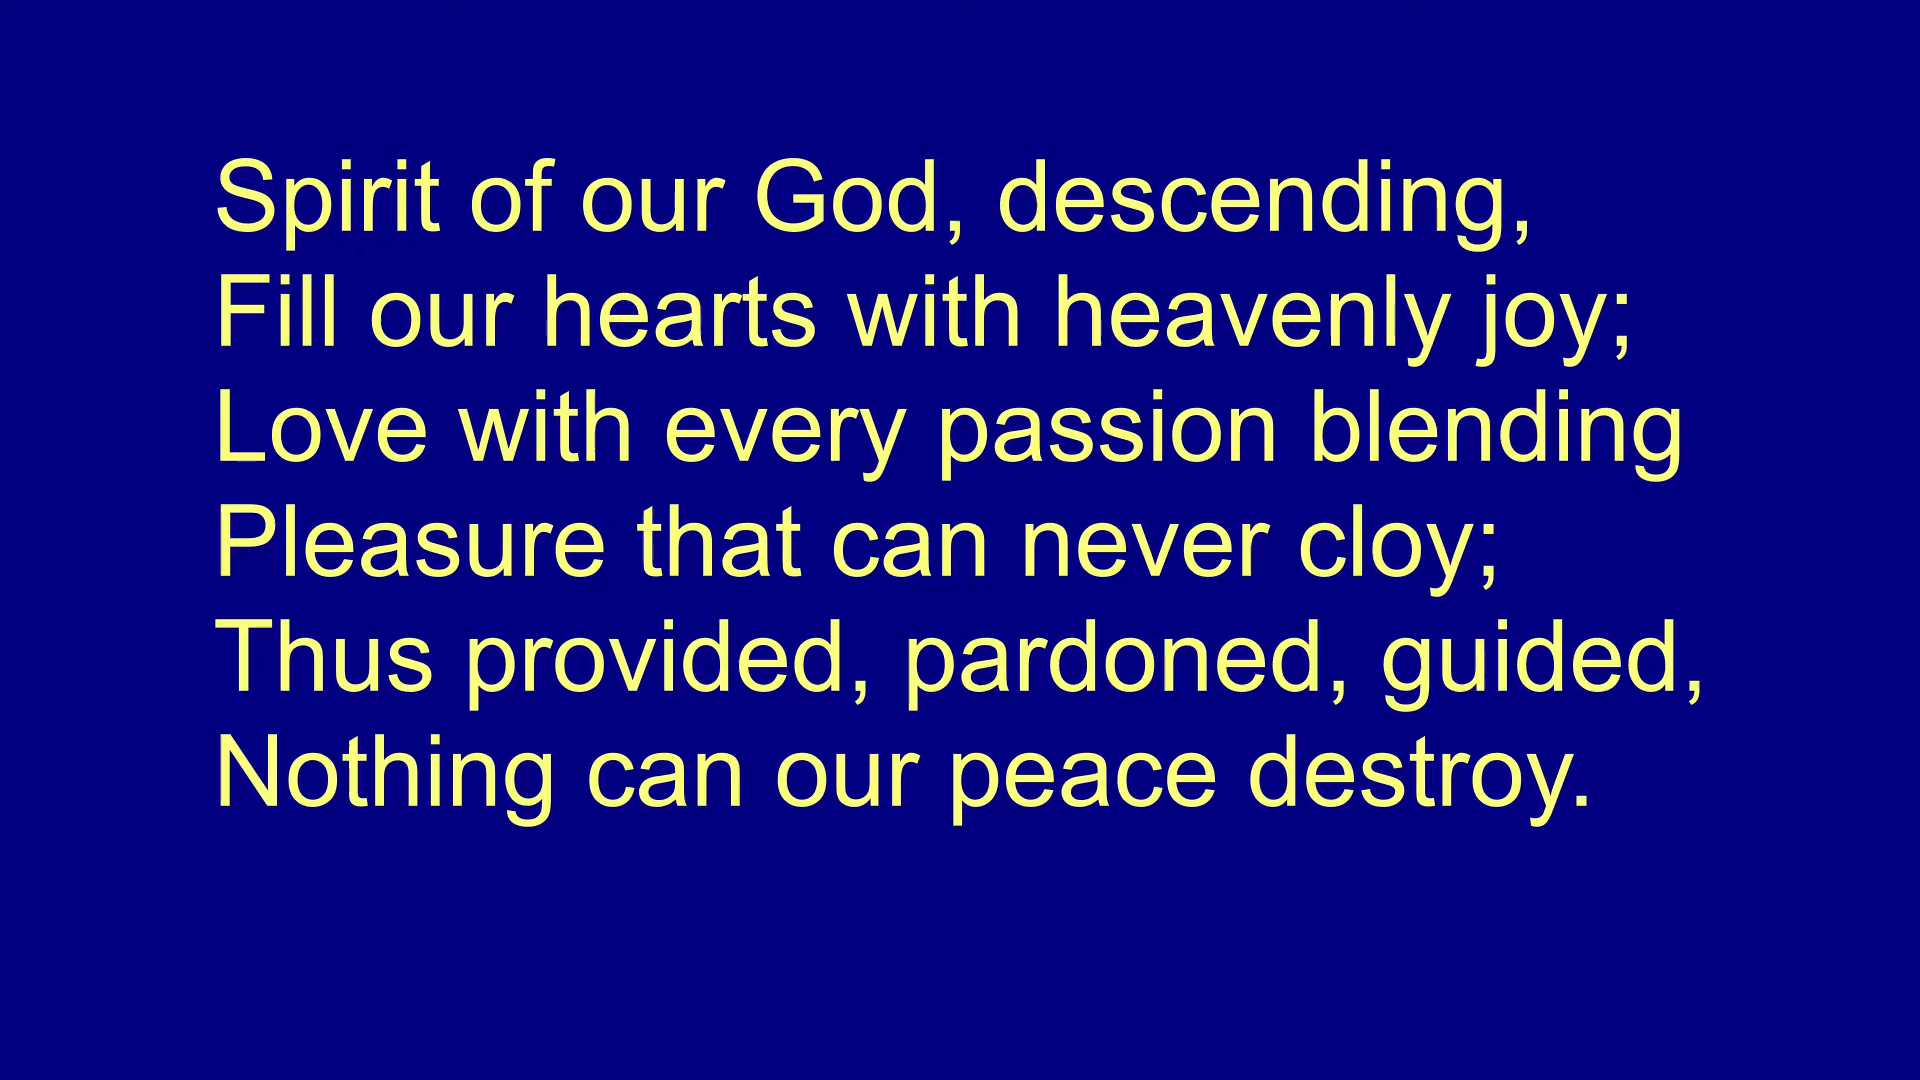 Spirit of our God, descending,
Fill our hearts with heavenly joy;
Love with every passion blending
Pleasure that can never cloy;
Thus provided, pardoned, guided,
Nothing can our peace destroy.